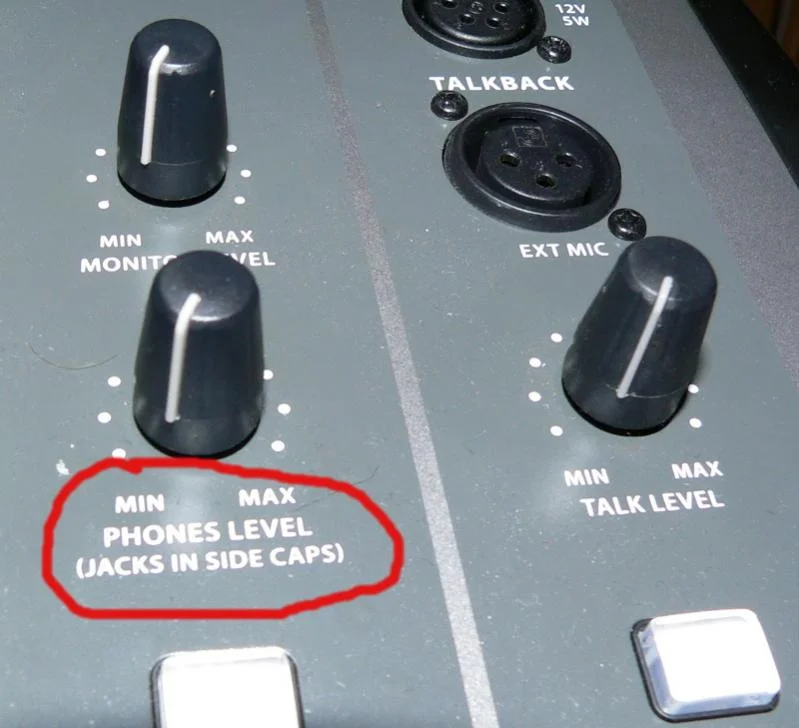 12V
5W
TALKBACK
MIN MAX
EXT MIC
MIN MAX
PHONES LEVEL
(JACKS IN SIDE CAPS)
MIN MAX
TALK LEVEL